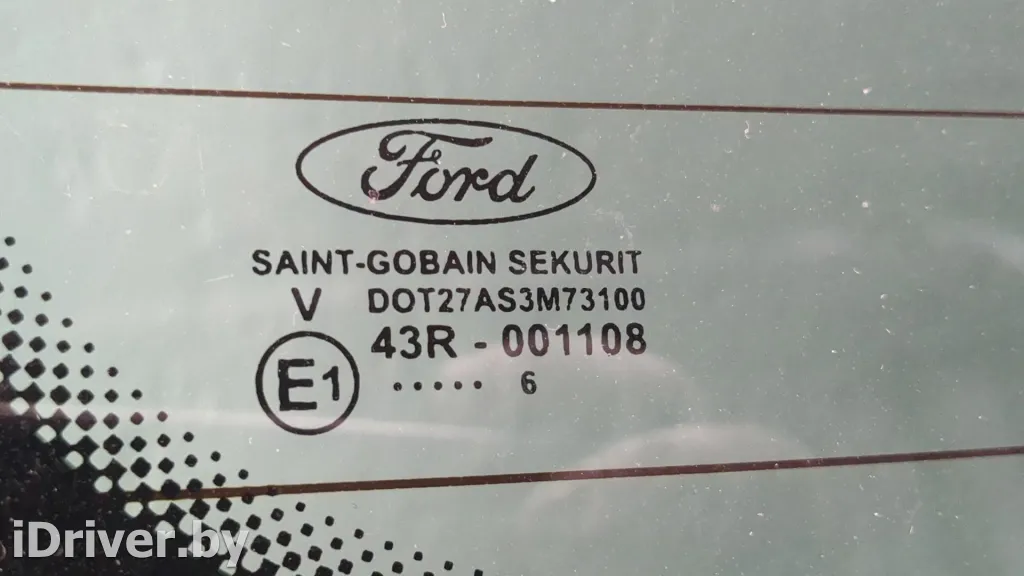 Ford
SAINT-GOBAIN SEKURIT
V DOT27AS3M73100
43R - 001108
E1 ..... 6
iDriver.by